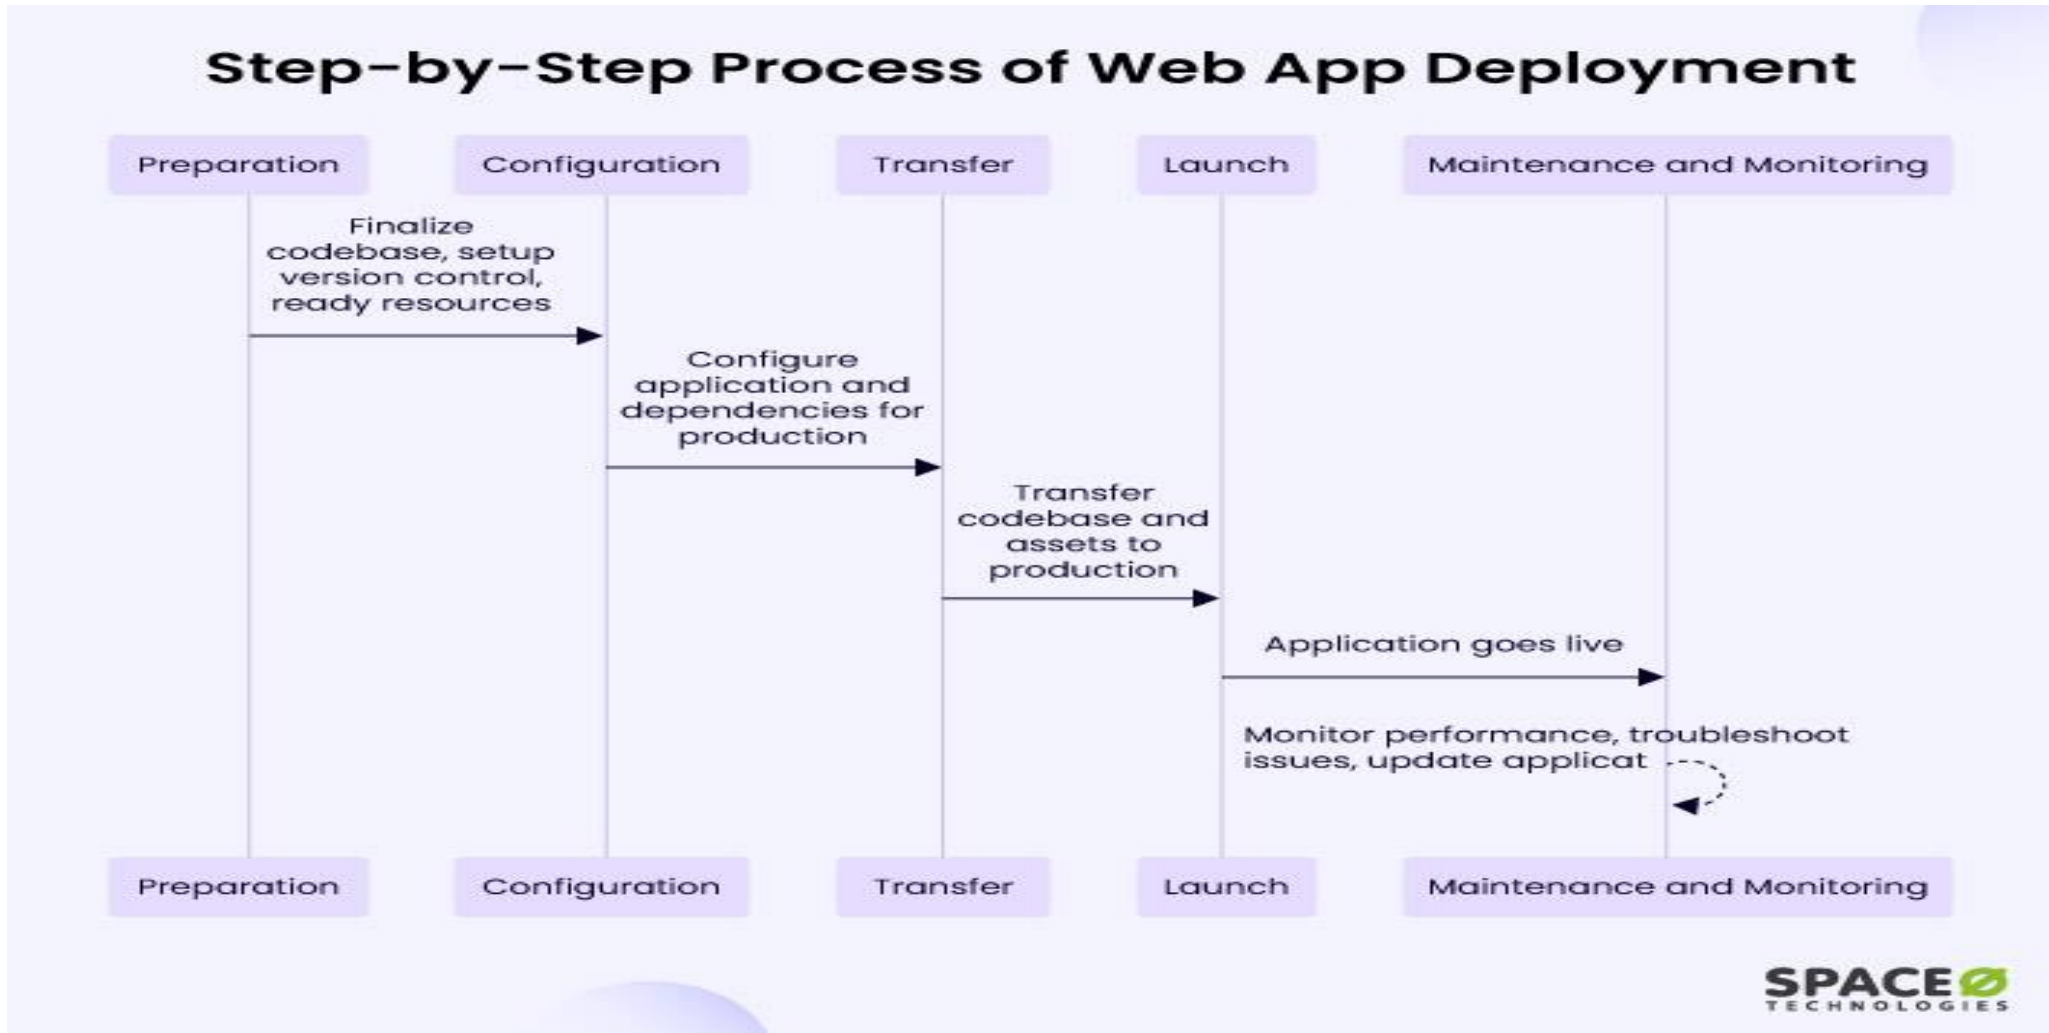 Step-by-Step Process of Web App Deployment
Preparation
Configuration
Transfer
Launch
Maintenance and Monitoring
Finalize
codebase, setup
version control,
ready resources
Configure
application and
dependencies for
production
Transfer
codebase and
assets to
production
Application goes live
Monitor performance, troubleshoot
issues, update applicat
Preparation
Configuration
Transfer
Launch
Maintenance and Monitoring
SPACEO
TECHNOLOGIES